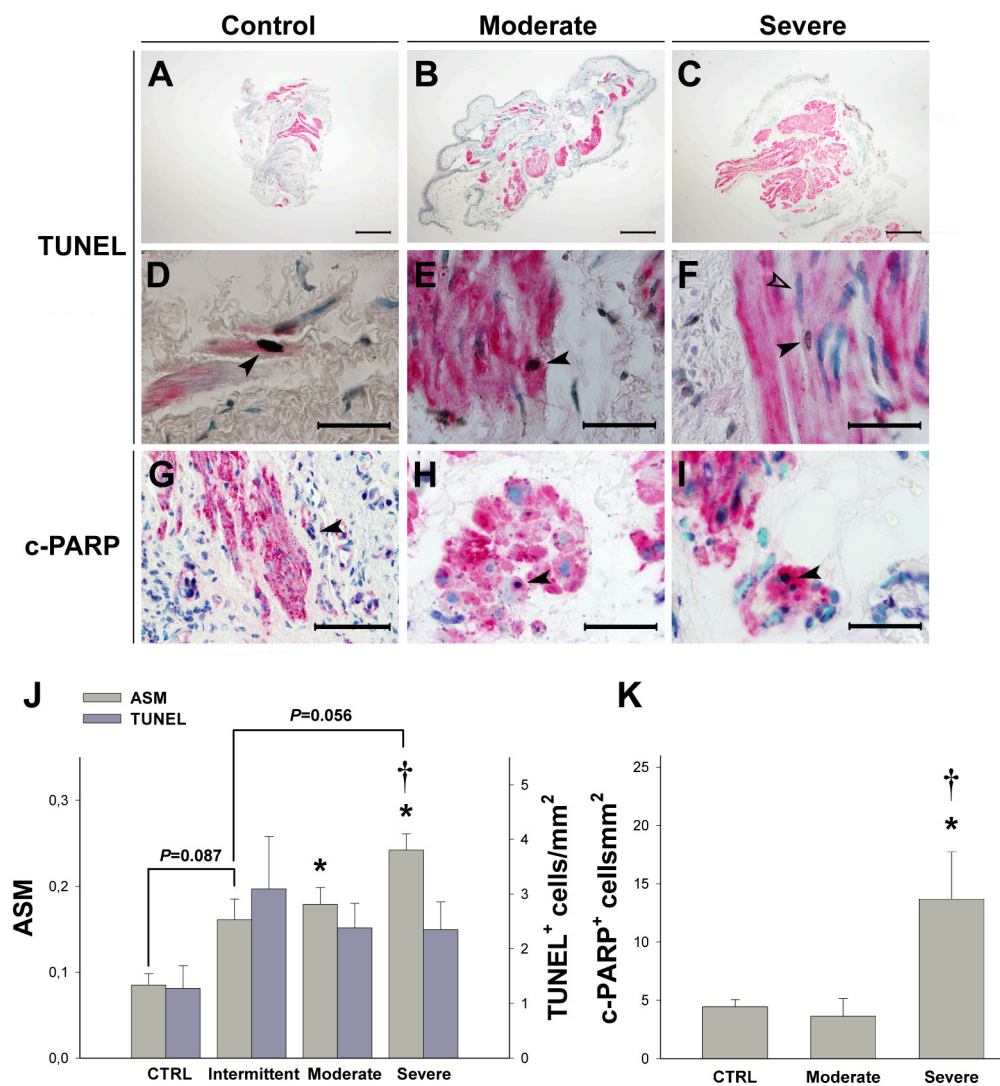 Control Moderate Severe
TUNEL
A B C
D E F
c-PARP
G H I
J
ASM
TUNEL
P=0.056
P=0.087
†
*
*
ASM
0,3
0,2
0,1
0,0
TUNEL+ cells/mm2
5
4
3
2
1
0
CTRL Intermittent Moderate Severe
K
c-PARP+ cellsmm2
25
20
15
10
5
0
†
*
CTRL Moderate Severe